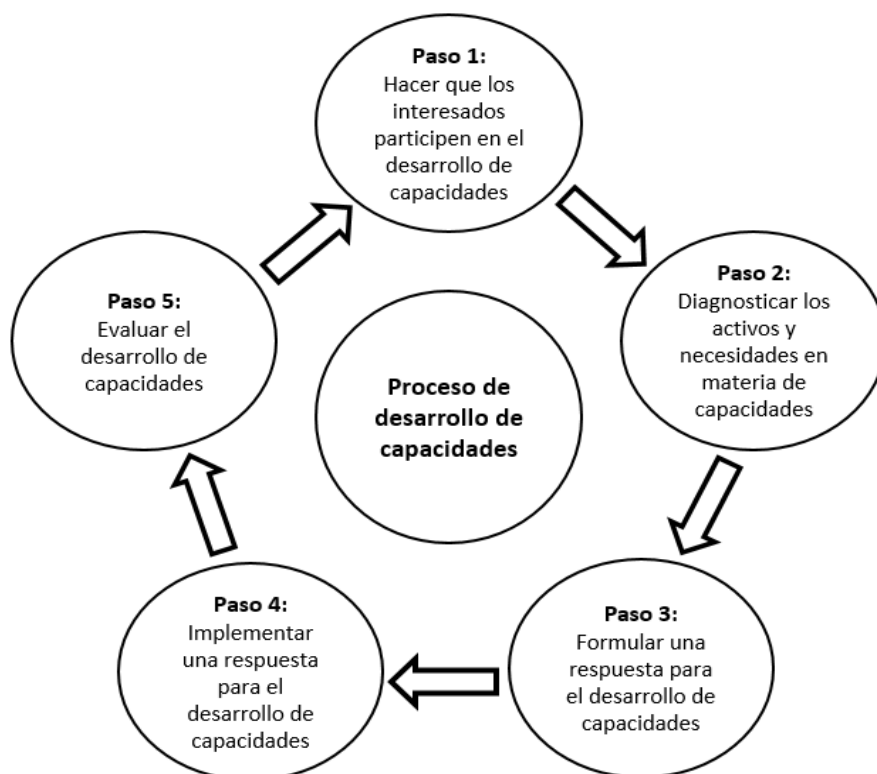 Paso 1:
Hacer que los
interesados
participen en el
desarrollo de
capacidades
Paso 2:
Diagnosticar los
activos y
necesidades en
materia de
capacidades
Paso 3:
Formular una
respuesta para
el desarrollo de
capacidades
Paso 4:
Implementar
una respuesta
para el
desarrollo de
capacidades
Paso 5:
Evaluar el
desarrollo de
capacidades
Proceso de
desarrollo de
capacidades